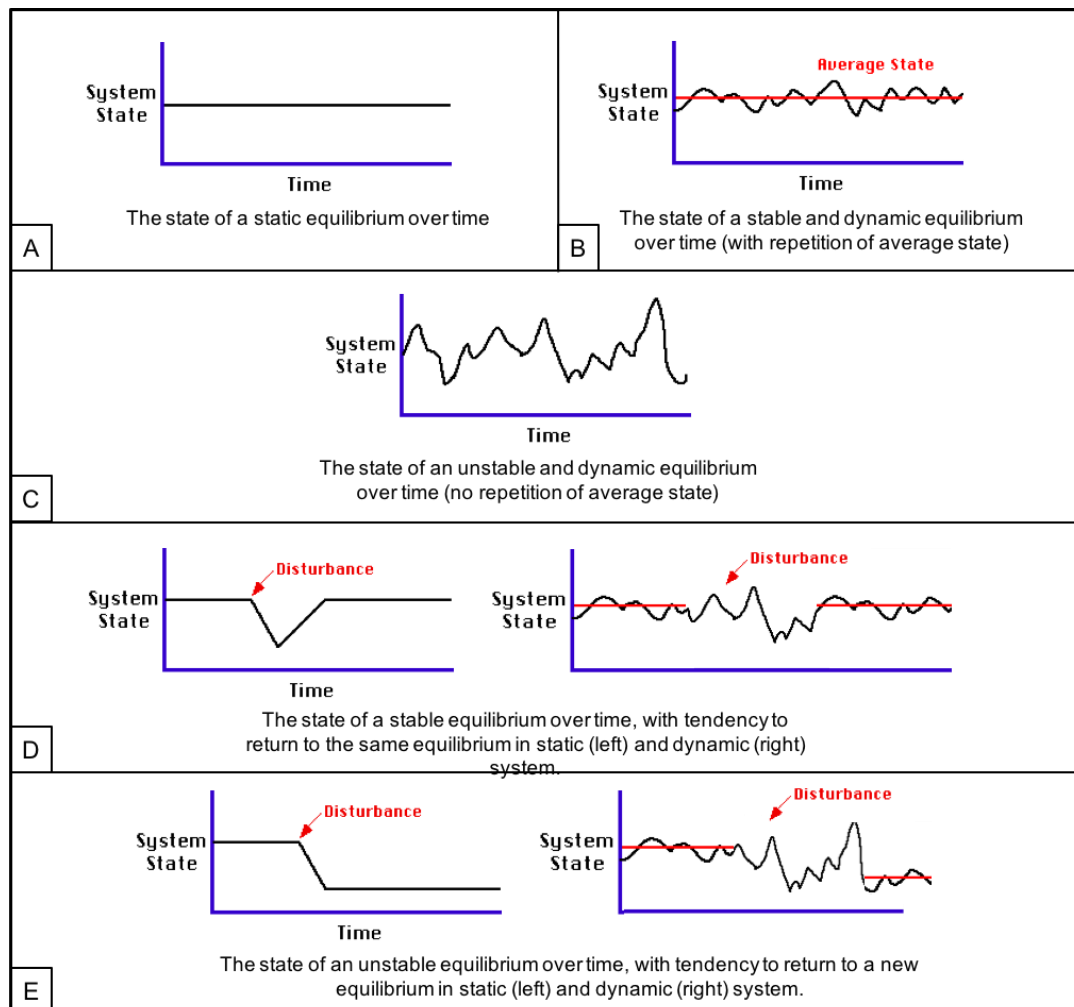 System
State
Time
The state of a static equilibrium over time
A
Average State
System
State
Time
The state of a stable and dynamic equilibrium
over time (with repetition of average state)
B
System
State
Time
The state of an unstable and dynamic equilibrium
over time (no repetition of average state)
C
Disturbance
System
State
Time
Disturbance
System
State
The state of a stable equilibrium over time, with tendency to
return to the same equilibrium in static (left) and dynamic (right)
system.
D
Disturbance
System
State
Time
Disturbance
System
State
The state of an unstable equilibrium over time, with tendency to return to a new
equilibrium in static (left) and dynamic (right) system.
E